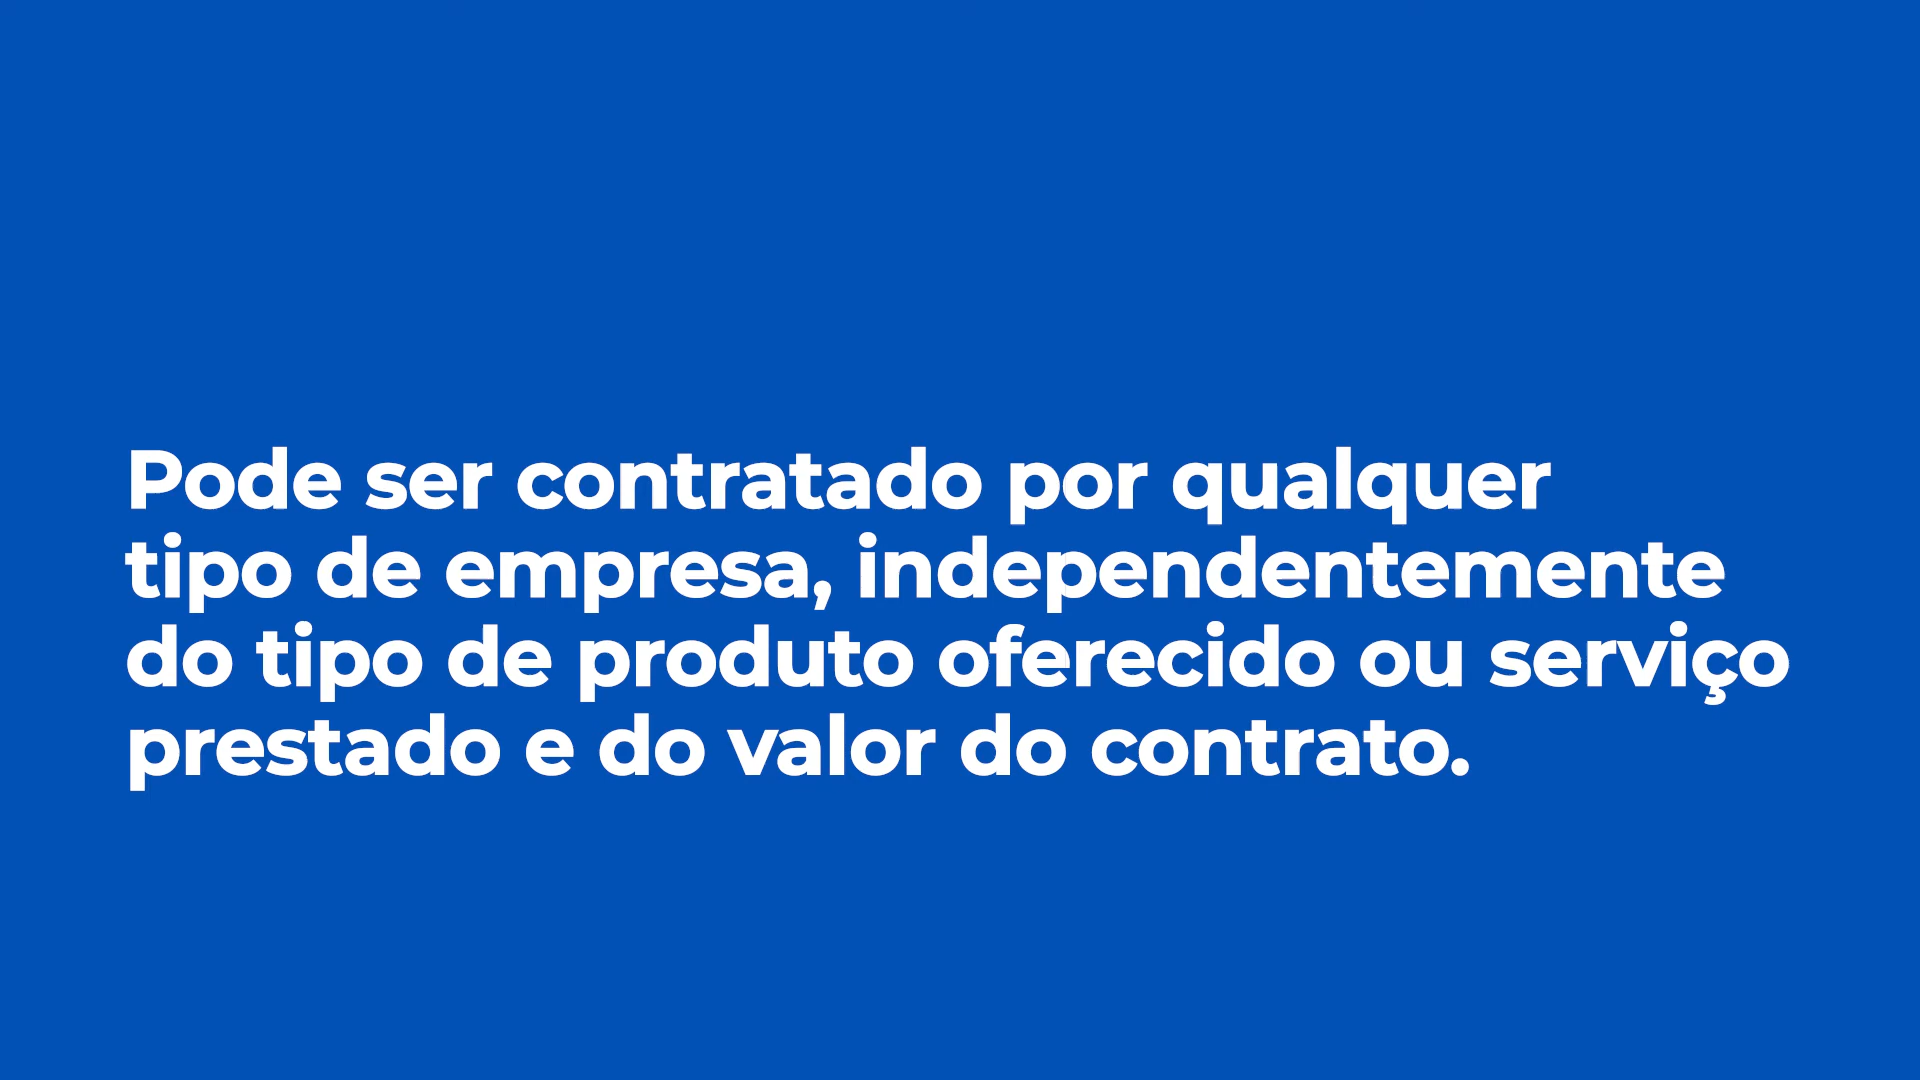 Pode ser contratado por qualquer
tipo de empresa, independentemente
do tipo de produto oferecido ou serviço
prestado e do valor do contrato.